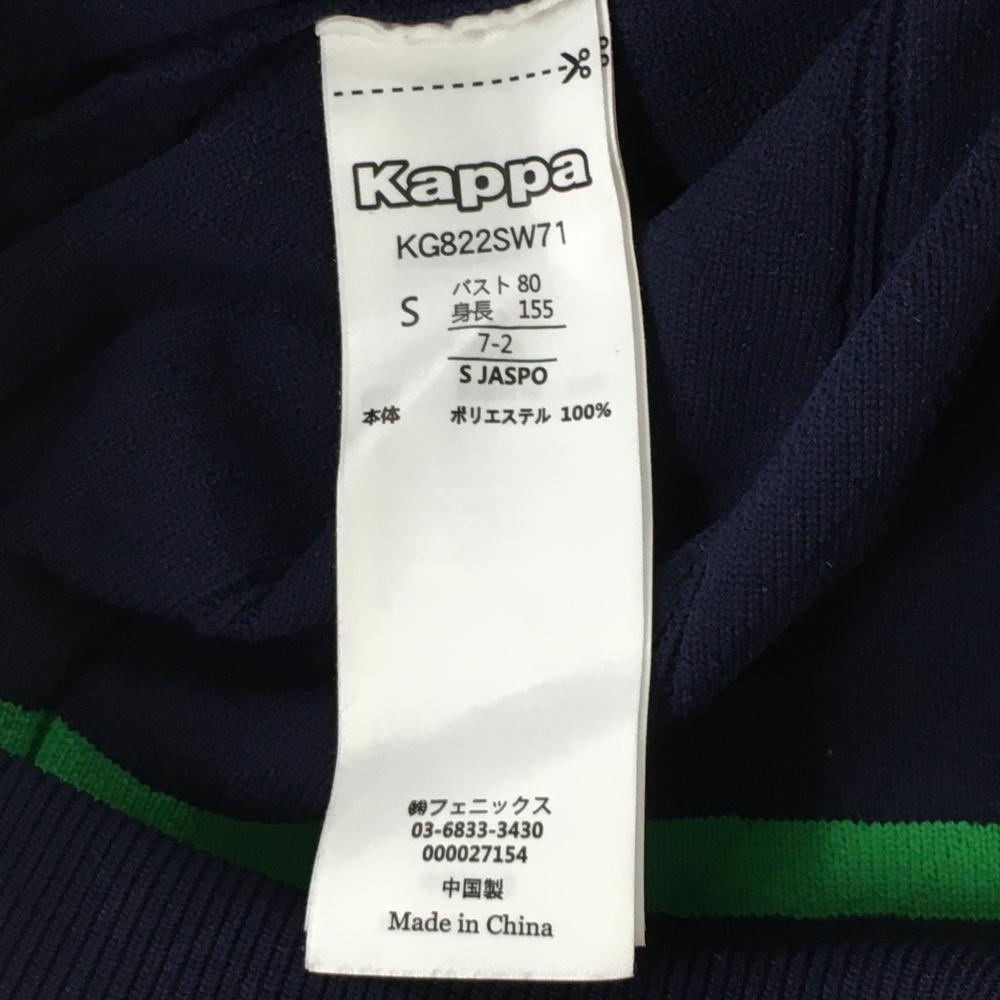 Kappa
KG822SW71
S
バスト 80
身長 155
7-2
S JASPO
本体 ポリエステル 100%
㈱フェニックス
03-6833-3430
000027154
中国製
Made in China